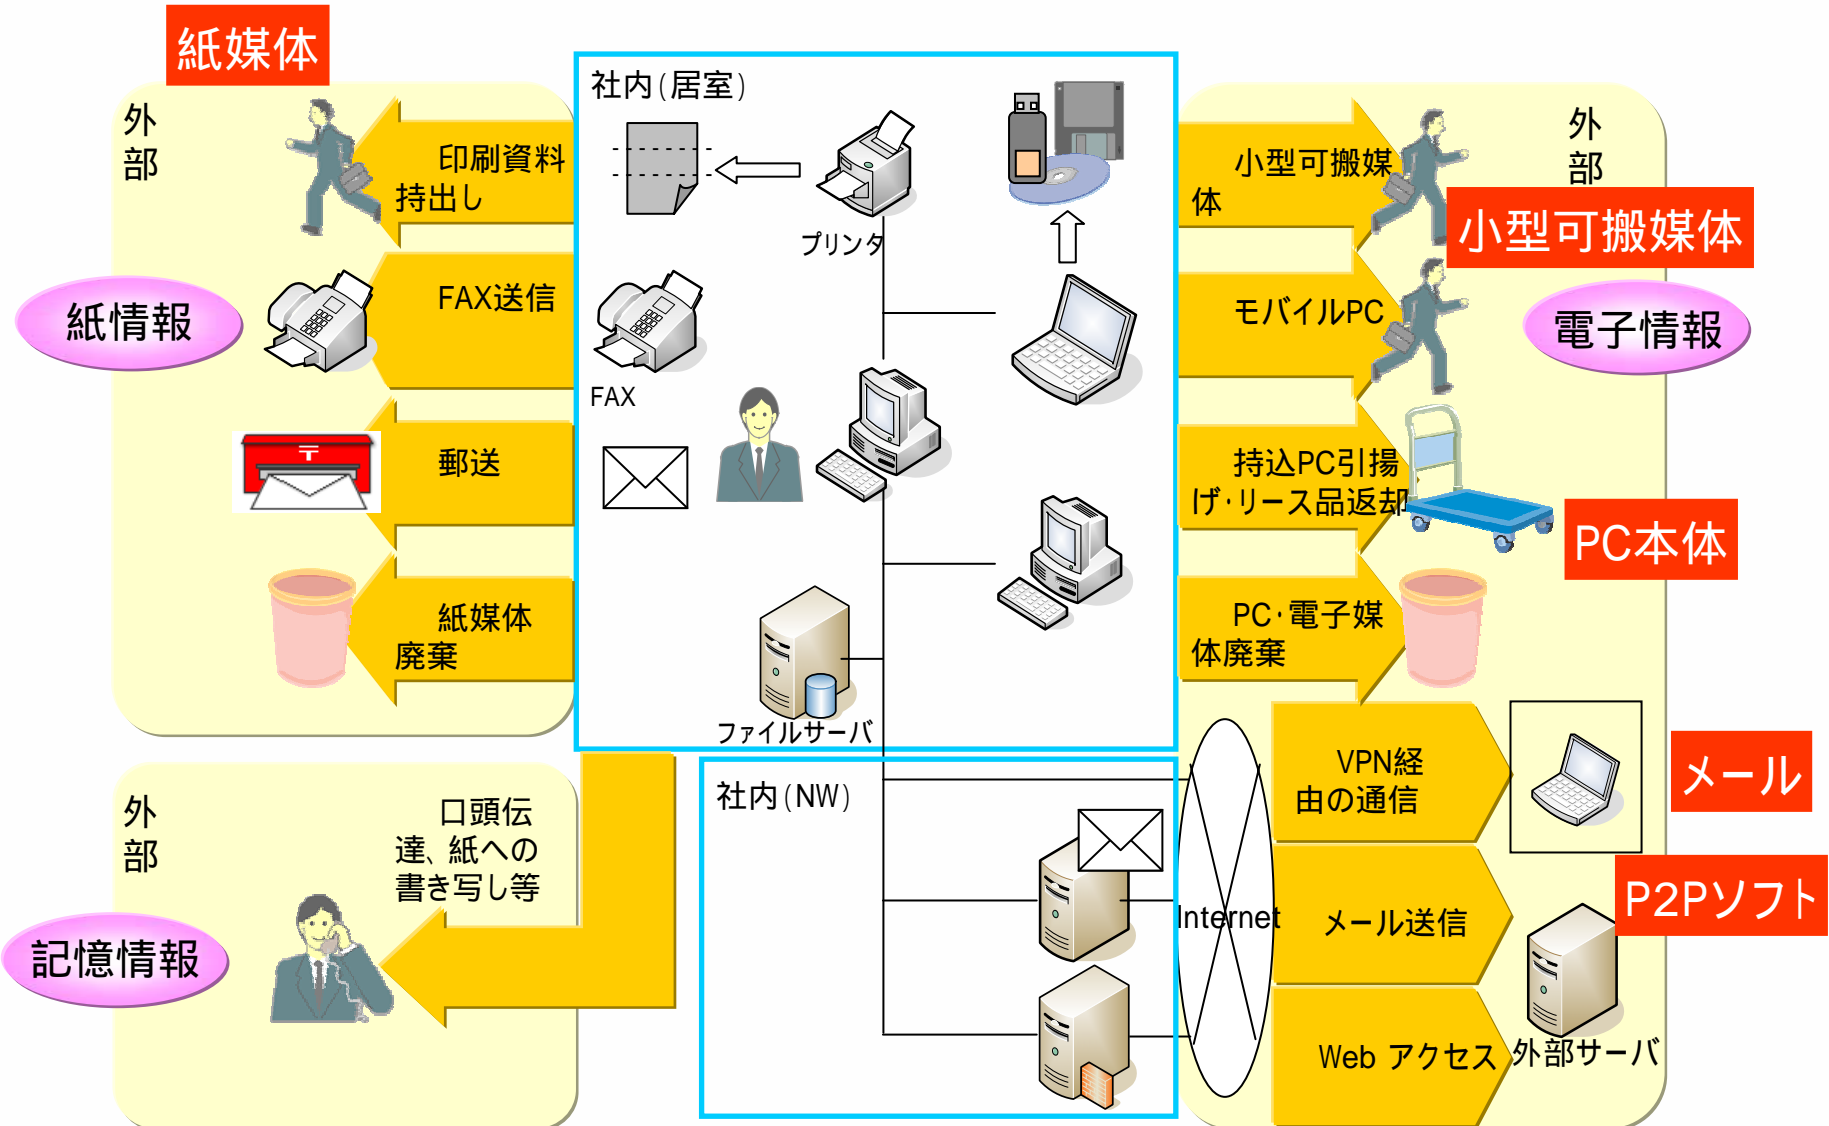 紙媒体
外
部
印刷資料
持出し
FAX送信
紙情報
郵送
紙媒体
廃棄
社内(居室)
プリンタ
FAX
〒
ファイルサーバ
外
部
小型可搬媒
体
小型可搬媒体
モバイルPC
電子情報
持込PC引揚
げ・リース品返却
PC本体
PC・電子媒
体廃棄
外
部
口頭伝
達、紙への
書き写し等
記憶情報
社内(NW)
Internet
VPN経
由の通信
メール
メール送信
P2Pソフト
Web アクセス
外部サーバ